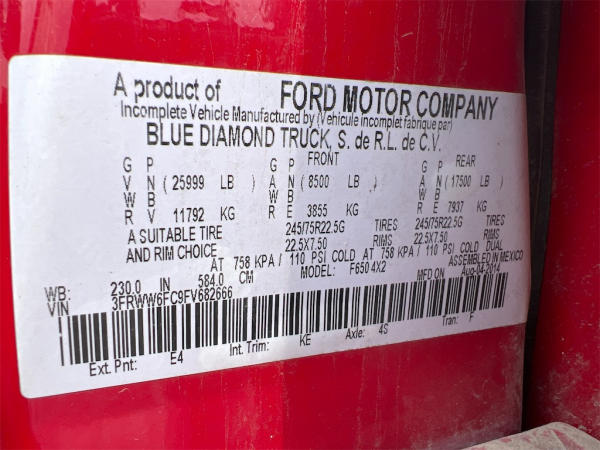 A product of FORD MOTOR COMPANY
Incomplete Vehicle Manufactured by (Vehicule incomplet fabrique par)
BLUE DIAMOND TRUCK, S. de R.L. de C.V.
G P G P FRONT G P REAR
V N ( 25999 LB ) A N ( 8500 LB ) A N ( 17500 LB )
W B W B W B
R V 11792 KG R E 3855 KG R E 7937 KG
A SUITABLE TIRE 245/75R22.5G TIRES 245/75R22.5G TIRES
AND RIM CHOICE 22.5X7.50 RIMS 22.5X7.50 RIMS
AT 758 KPA / 110 PSI COLD AT 758 KPA / 110 PSI COLD DUAL
WB: 230.0 IN 584.0 CM MODEL: F650 4X2 ASSEMBLED IN MEXICO
VIN 3FRWW6FC9FV682666 MFD ON Aug-04-2014
Ext. Pnt: E4 Int. Trim: KE Axle: 4S Tran: F